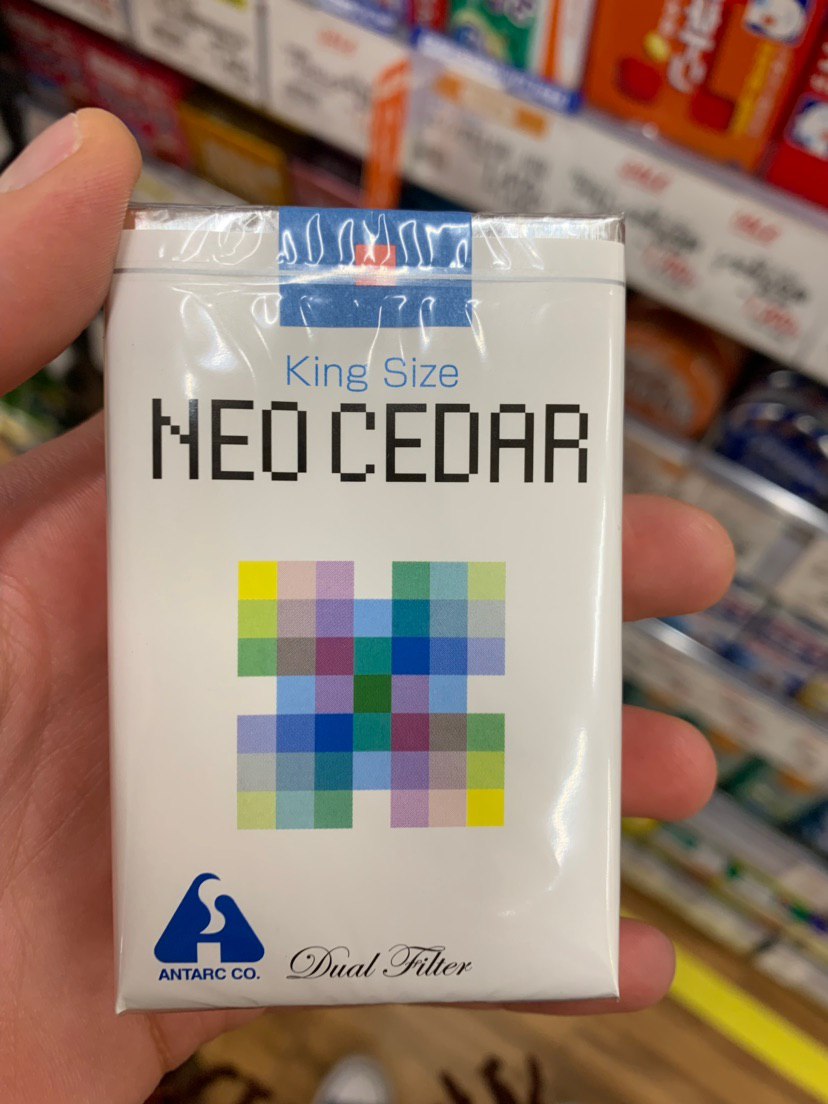 King Size
NEO CEDAR
ANTARC CO.
Dual Filter